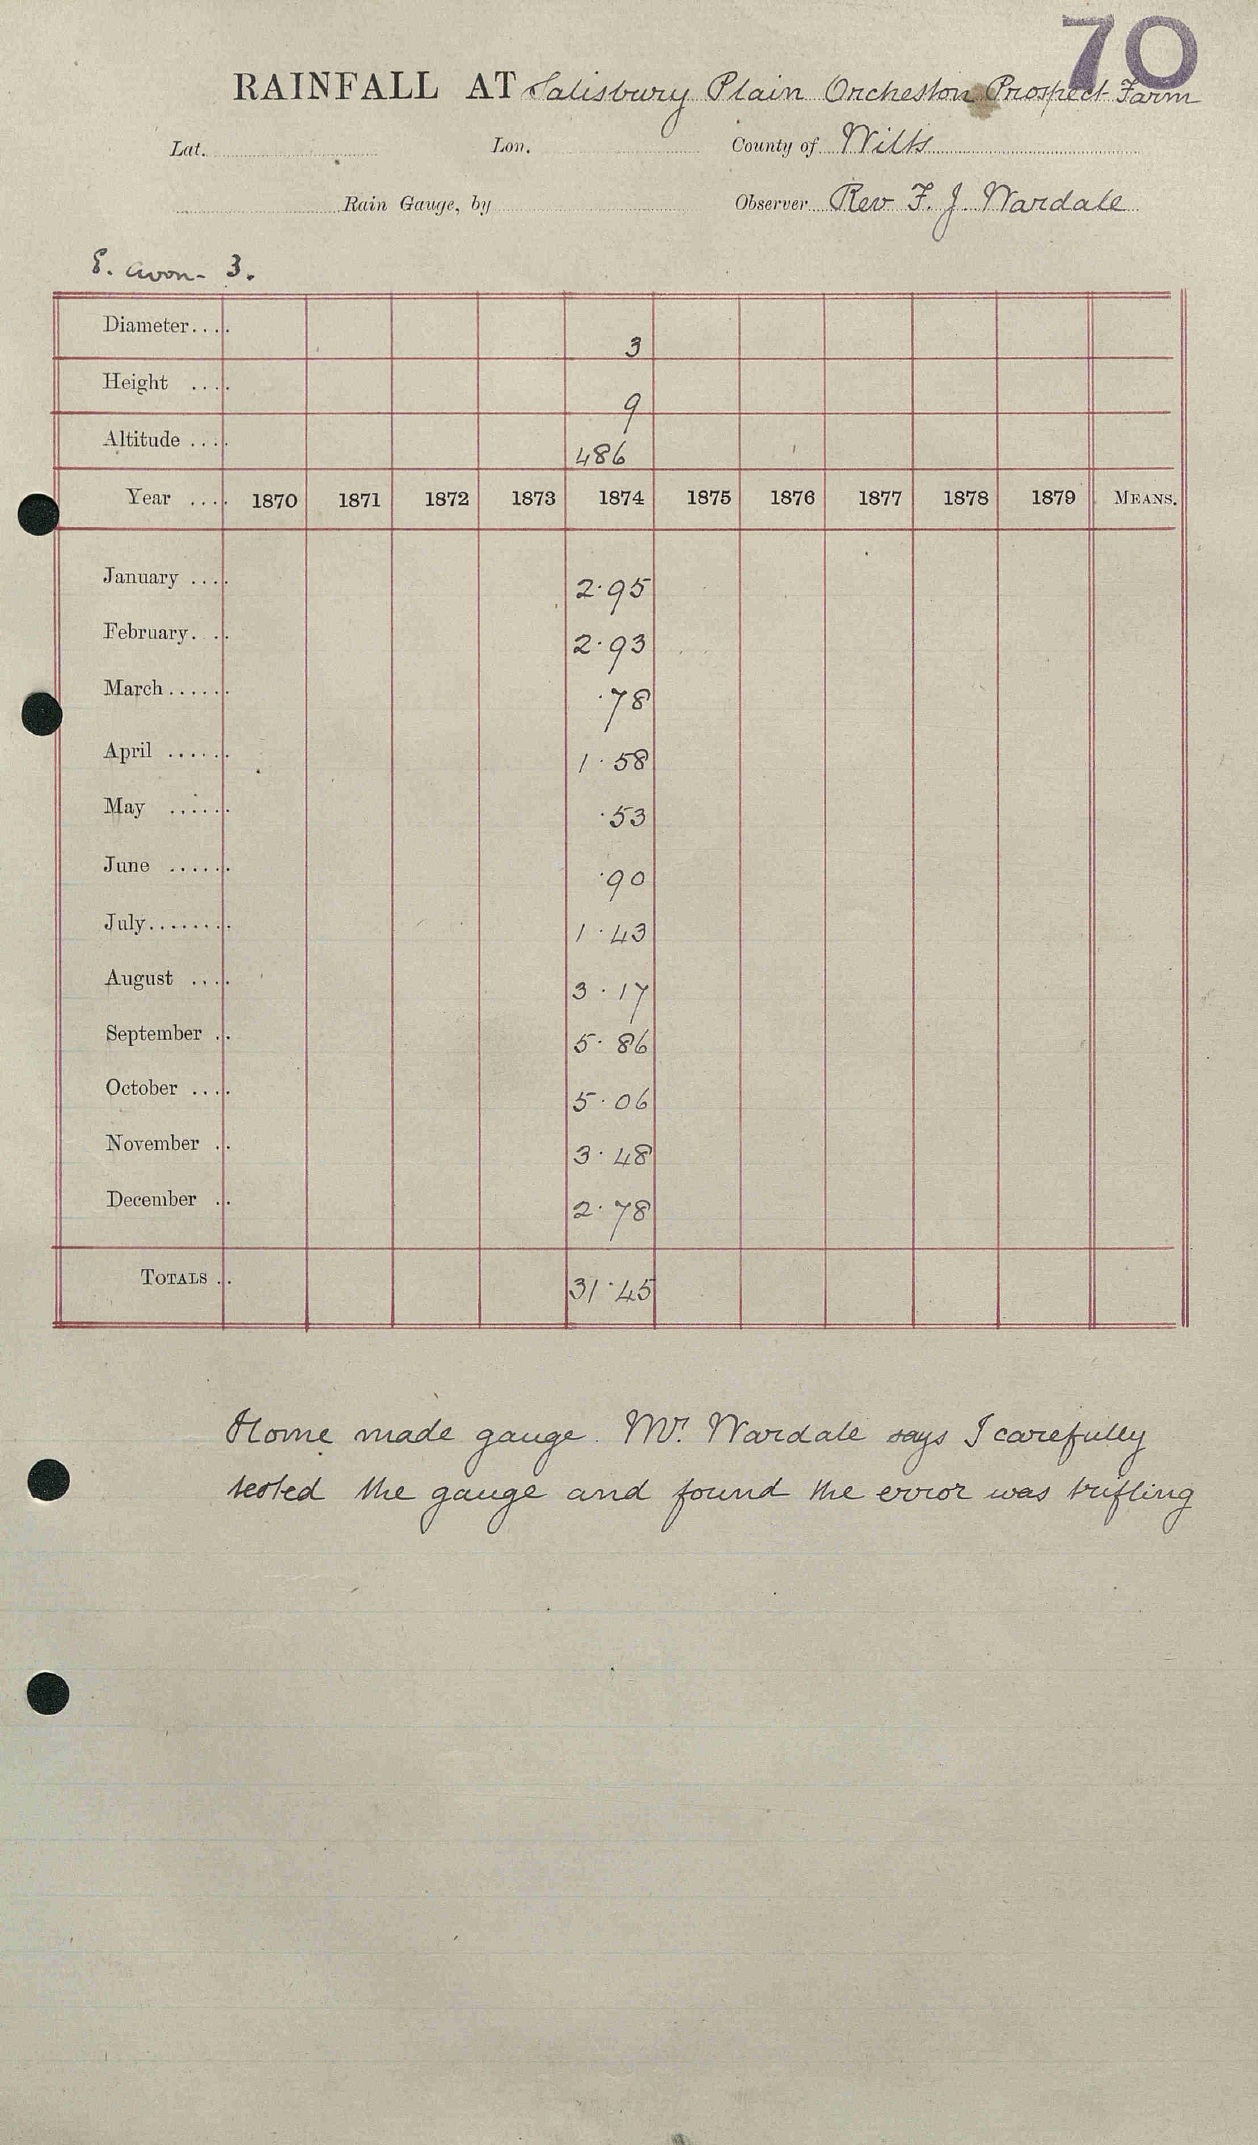 70
RAINFALL AT Salisbury Plain Orcheston Prospect Farm
Lat. Lon. County of Wilts
Rain Gauge, by Observer Rev F. J. Wardale
E. Avon - 3.
Diameter.... 3
Height .... 9
Altitude .... 486
Year .... 1870 1871 1872 1873 1874 1875 1876 1877 1878 1879 MEANS.
January .... 2.95
February. .. 2.93
March...... .78
April ...... 1.58
May ...... .53
June ...... .90
July........ 1.43
August .... 3.17
September .. 5.86
October .... 5.06
November .. 3.48
December .. 2.78
TOTALS .. 31.45
Home made gauge. Mr. Wardale says I carefully
tested the gauge and found the error was trifling